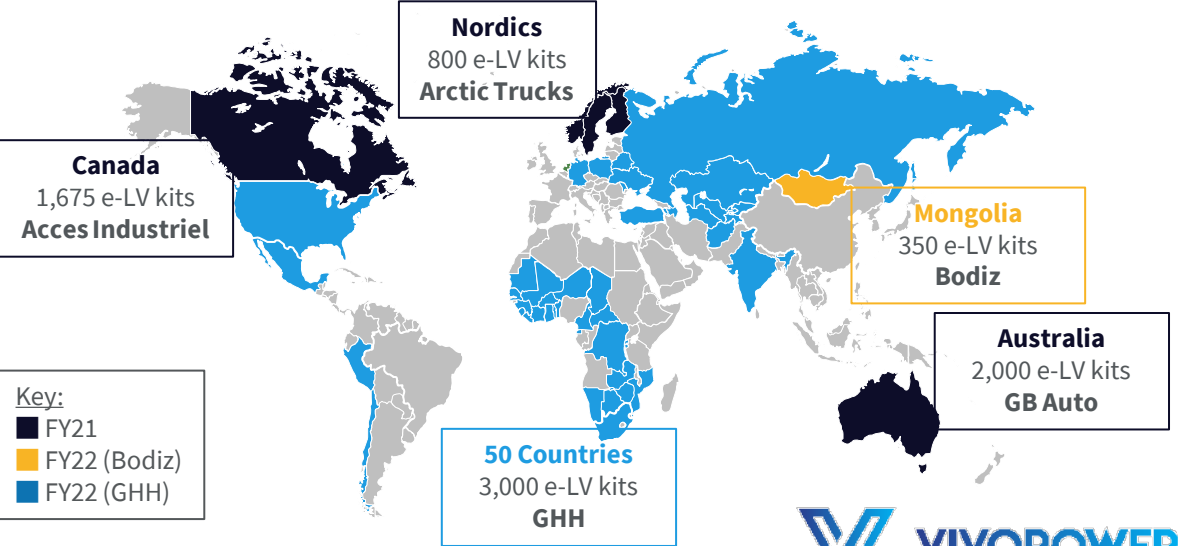 Nordics
800 e-LV kits
Arctic Trucks
Canada
1,675 e-LV kits
Acces Industriel
Mongolia
350 e-LV kits
Bodiz
Australia
2,000 e-LV kits
GB Auto
50 Countries
3,000 e-LV kits
GHH
Key:
FY21
FY22 (Bodiz)
FY22 (GHH)
VIVOPOWER